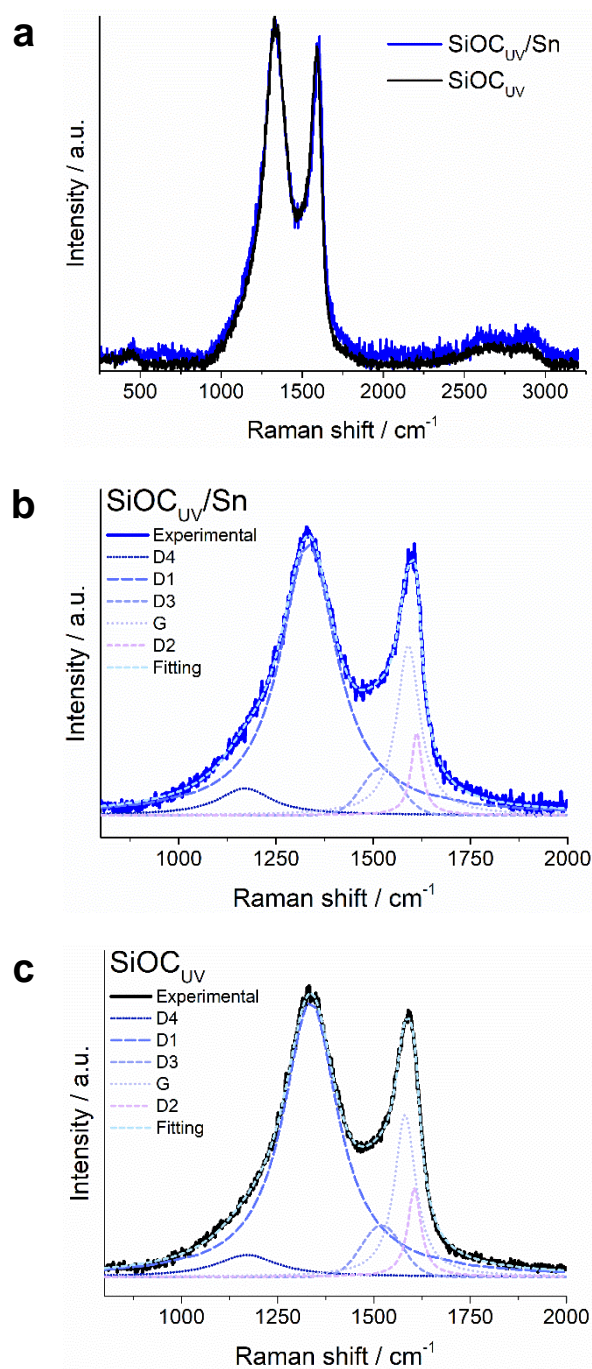 a
SiOC_UV/Sn
SiOC_UV
Intensity / a.u.
500 1000 1500 2000 2500 3000
Raman shift / cm⁻¹
b
SiOC_UV/Sn
Experimental
D4
D1
D3
G
D2
Fitting
Intensity / a.u.
1000 1250 1500 1750 2000
Raman shift / cm⁻¹
c
SiOC_UV
Experimental
D4
D1
D3
G
D2
Fitting
Intensity / a.u.
1000 1250 1500 1750 2000
Raman shift / cm⁻¹